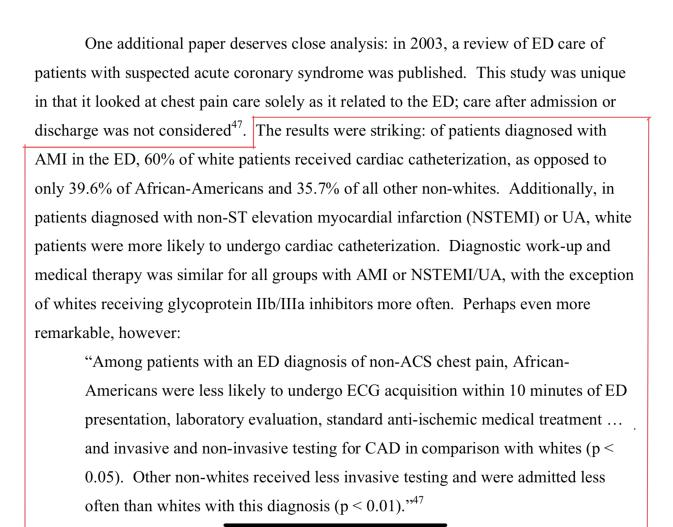 One additional paper deserves close analysis: in 2003, a review of ED care of
patients with suspected acute coronary syndrome was published.  This study was unique
in that it looked at chest pain care solely as it related to the ED; care after admission or
discharge was not considered47.  The results were striking: of patients diagnosed with
AMI in the ED, 60% of white patients received cardiac catheterization, as opposed to
only 39.6% of African-Americans and 35.7% of all other non-whites.  Additionally, in
patients diagnosed with non-ST elevation myocardial infarction (NSTEMI) or UA, white
patients were more likely to undergo cardiac catheterization.  Diagnostic work-up and
medical therapy was similar for all groups with AMI or NSTEMI/UA, with the exception
of whites receiving glycoprotein IIb/IIIa inhibitors more often.  Perhaps even more
remarkable, however:
“Among patients with an ED diagnosis of non-ACS chest pain, African-
Americans were less likely to undergo ECG acquisition within 10 minutes of ED
presentation, laboratory evaluation, standard anti-ischemic medical treatment …
and invasive and non-invasive testing for CAD in comparison with whites (p <
0.05).  Other non-whites received less invasive testing and were admitted less
often than whites with this diagnosis (p < 0.01).”47